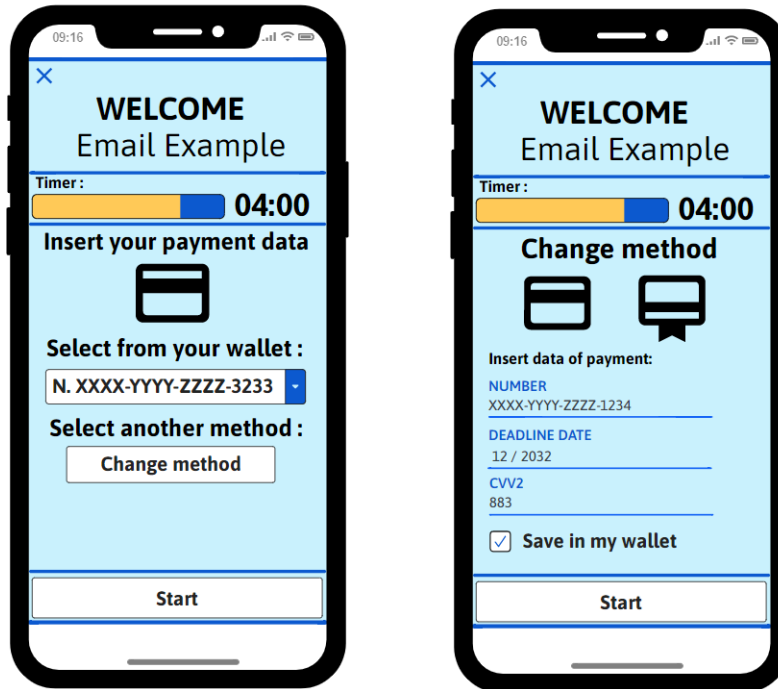 09:16
WELCOME
Email Example
Timer :
04:00
Insert your payment data
Select from your wallet :
N. XXXX-YYYY-ZZZZ-3233
Select another method :
Change method
Start
09:16
WELCOME
Email Example
Timer :
04:00
Change method
Insert data of payment:
NUMBER
XXXX-YYYY-ZZZZ-1234
DEADLINE DATE
12 / 2032
CVV2
883
Save in my wallet
Start